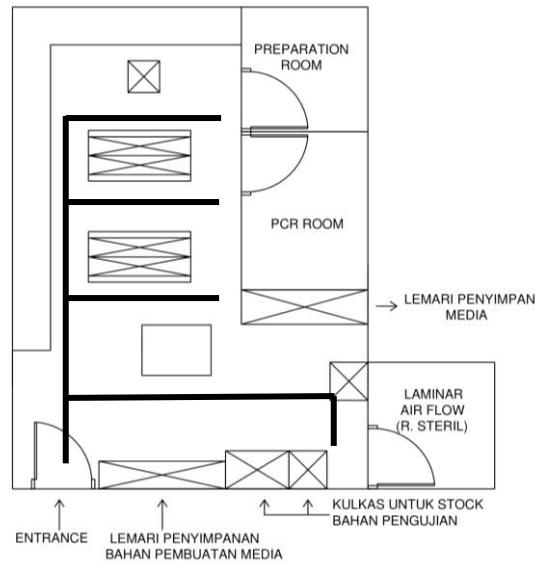 PREPARATION
ROOM
PCR ROOM
LEMARI PENYIMPAN
MEDIA
LAMINAR
AIR FLOW
(R. STERIL)
KULKAS UNTUK STOCK
BAHAN PENGUJIAN
ENTRANCE
LEMARI PENYIMPANAN
BAHAN PEMBUATAN MEDIA